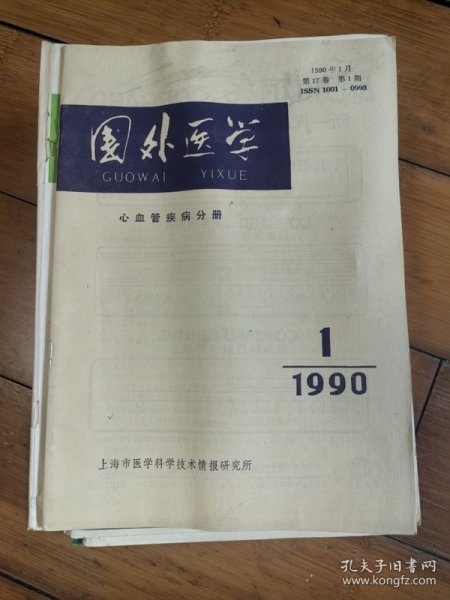 1990年1月
第17卷 第1期
ISSN 1001-0998
国外医学
GUOWAI YIXUE
心血管疾病分册
1
1990
上海市医学科学技术情报研究所
孔夫子旧书网
www.kongfz.com